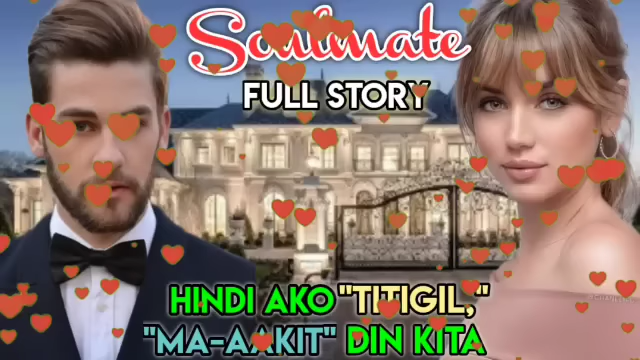 Soulmate
FULL STORY
HINDI AKO "TITIGIL,"
"MA-AAKIT" DIN KITA